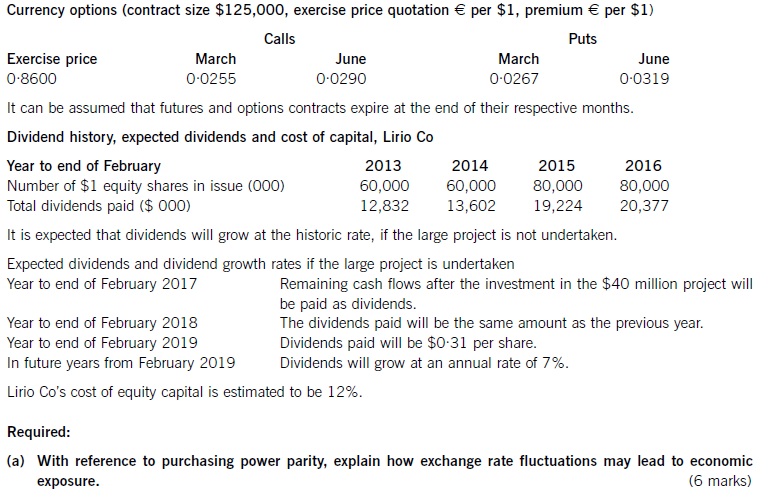 Currency options (contract size $125,000, exercise price quotation € per $1, premium € per $1)
Calls Puts
Exercise price March June March June
0·8600 0·0255 0·0290 0·0267 0·0319
It can be assumed that futures and options contracts expire at the end of their respective months.
Dividend history, expected dividends and cost of capital, Lirio Co
Year to end of February 2013 2014 2015 2016
Number of $1 equity shares in issue (000) 60,000 60,000 80,000 80,000
Total dividends paid ($ 000) 12,832 13,602 19,224 20,377
It is expected that dividends will grow at the historic rate, if the large project is not undertaken.
Expected dividends and dividend growth rates if the large project is undertaken
Year to end of February 2017 Remaining cash flows after the investment in the $40 million project will
be paid as dividends.
Year to end of February 2018 The dividends paid will be the same amount as the previous year.
Year to end of February 2019 Dividends paid will be $0·31 per share.
In future years from February 2019 Dividends will grow at an annual rate of 7%.
Lirio Co's cost of equity capital is estimated to be 12%.
Required:
(a) With reference to purchasing power parity, explain how exchange rate fluctuations may lead to economic
exposure. (6 marks)